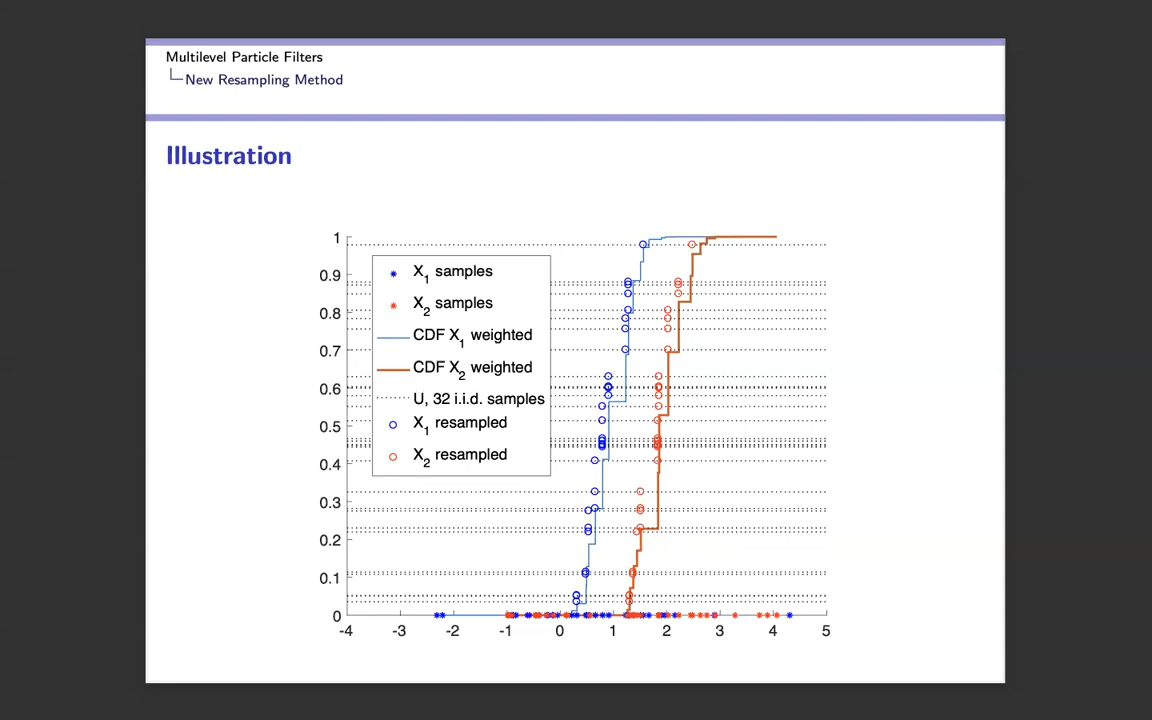 Multilevel Particle Filters
New Resampling Method
Illustration
1
0.9
0.8
0.7
0.6
0.5
0.4
0.3
0.2
0.1
0
X1 samples
X2 samples
CDF X1 weighted
CDF X2 weighted
U, 32 i.i.d. samples
X1 resampled
X2 resampled
-4 -3 -2 -1 0 1 2 3 4 5